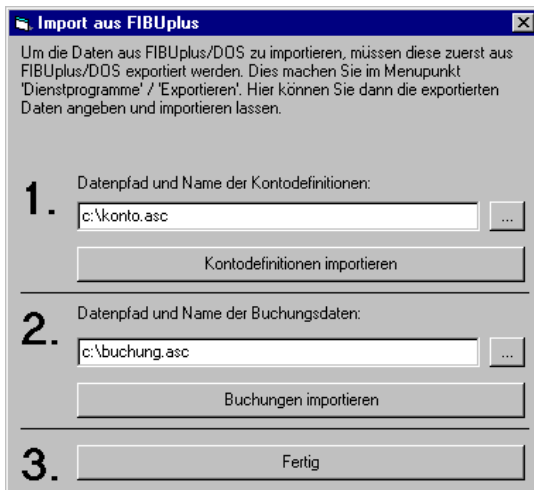 Import aus FIBUplus
Um die Daten aus FIBUplus/DOS zu importieren, müssen diese zuerst aus
FIBUplus/DOS exportiert werden. Dies machen Sie im Menupunkt
'Dienstprogramme' / 'Exportieren'. Hier können Sie dann die exportierten
Daten angeben und importieren lassen.
1.
Datenpfad und Name der Kontodefinitionen:
c:\konto.asc
...
Kontodefinitionen importieren
2.
Datenpfad und Name der Buchungsdaten:
c:\buchung.asc
...
Buchungen importieren
3.
Fertig